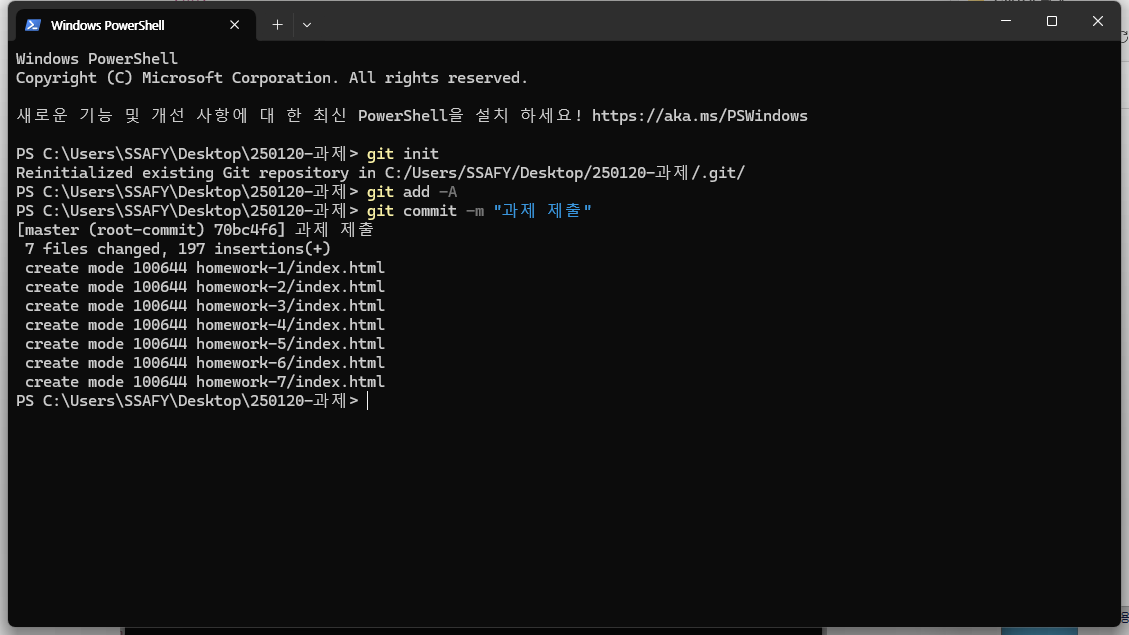 Windows PowerShell
Windows PowerShell
Copyright (C) Microsoft Corporation. All rights reserved.
새로운 기능 및 개선 사항에 대 한 최신 PowerShell을 설치 하세요! https://aka.ms/PSWindows
PS C:\Users\SSAFY\Desktop\250120-과제> git init
Reinitialized existing Git repository in C:/Users/SSAFY/Desktop/250120-과제/.git/
PS C:\Users\SSAFY\Desktop\250120-과제> git add -A
PS C:\Users\SSAFY\Desktop\250120-과제> git commit -m "과제 제출"
[master (root-commit) 70bc4f6] 과제 제출
7 files changed, 197 insertions(+)
create mode 100644 homework-1/index.html
create mode 100644 homework-2/index.html
create mode 100644 homework-3/index.html
create mode 100644 homework-4/index.html
create mode 100644 homework-5/index.html
create mode 100644 homework-6/index.html
create mode 100644 homework-7/index.html
PS C:\Users\SSAFY\Desktop\250120-과제>